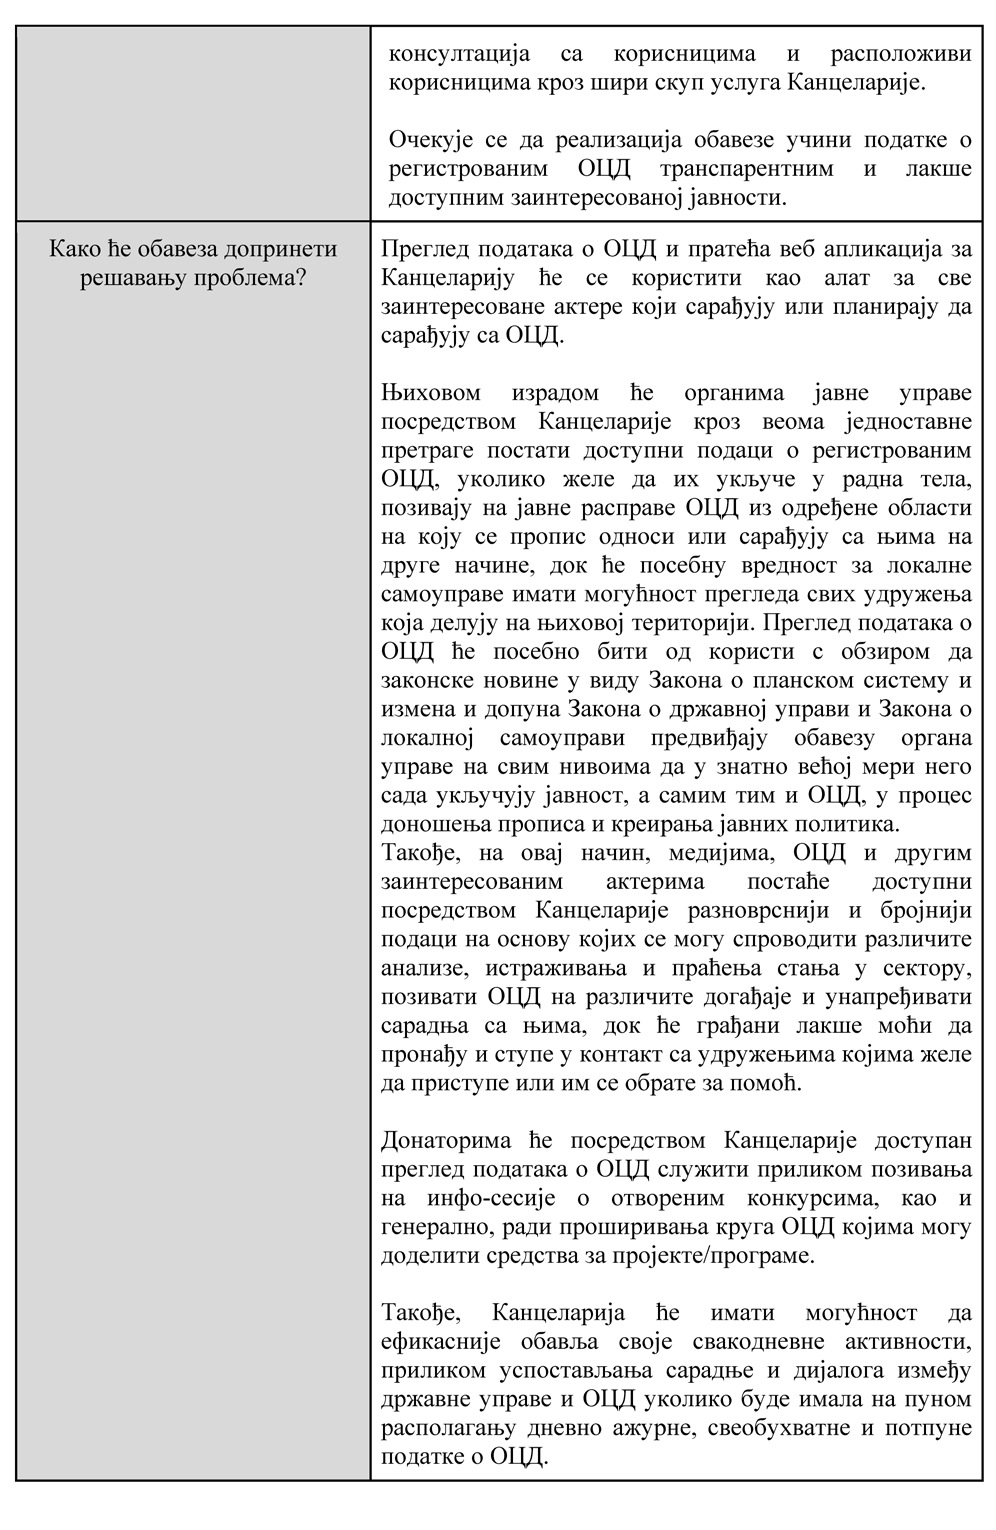 консултација са корисницима и расположиви
корисницима кроз шири скуп услуга Канцеларије.
Очекује се да реализација обавезе учини податке о
регистрованим ОЦД транспарентним и лакше
доступним заинтересованој јавности.
Како ће обавеза допринети
решавању проблема?
Преглед података о ОЦД и пратећа веб апликација за
Канцеларију ће се користити као алат за све
заинтересоване актере који сарађују или планирају да
сарађују са ОЦД.
Њиховом израдом ће органима јавне управе
посредством Канцеларије кроз веома једноставне
претраге постати доступни подаци о регистрованим
ОЦД, уколико желе да их укључе у радна тела,
позивају на јавне расправе ОЦД из одређене области
на коју се пропис односи или сарађују са њима на
друге начине, док ће посебну вредност за локалне
самоуправе имати могућност прегледа свих удружења
која делују на њиховој територији. Преглед података о
ОЦД ће посебно бити од користи с обзиром да
законске новине у виду Закона о планском систему и
измена и допуна Закона о државној управи и Закона о
локалној самоуправи предвиђају обавезу органа
управе на свим нивоима да у знатно већој мери него
сада укључују јавност, а самим тим и ОЦД, у процес
доношења прописа и креирања јавних политика.
Такође, на овај начин, медијима, ОЦД и другим
заинтересованим актерима постаће доступни
посредством Канцеларије разноврснији и бројнији
подаци на основу којих се могу спроводити различите
анализе, истраживања и праћења стања у сектору,
позивати ОЦД на различите догађаје и унапређивати
сарадња са њима, док ће грађани лакше моћи да
пронађу и ступе у контакт са удружењима којима желе
да приступе или им се обрате за помоћ.
Донаторима ће посредством Канцеларије доступан
преглед података о ОЦД служити приликом позивања
на инфо-сесије о отвореним конкурсима, као и
генерално, ради проширивања круга ОЦД којима могу
доделити средства за пројекте/програме.
Такође, Канцеларија ће имати могућност да
ефикасније обавља своје свакодневне активности,
приликом успостављања сарадње и дијалога између
државне управе и ОЦД уколико буде имала на пуном
располагању дневно ажурне, свеобухватне и потпуне
податке о ОЦД.